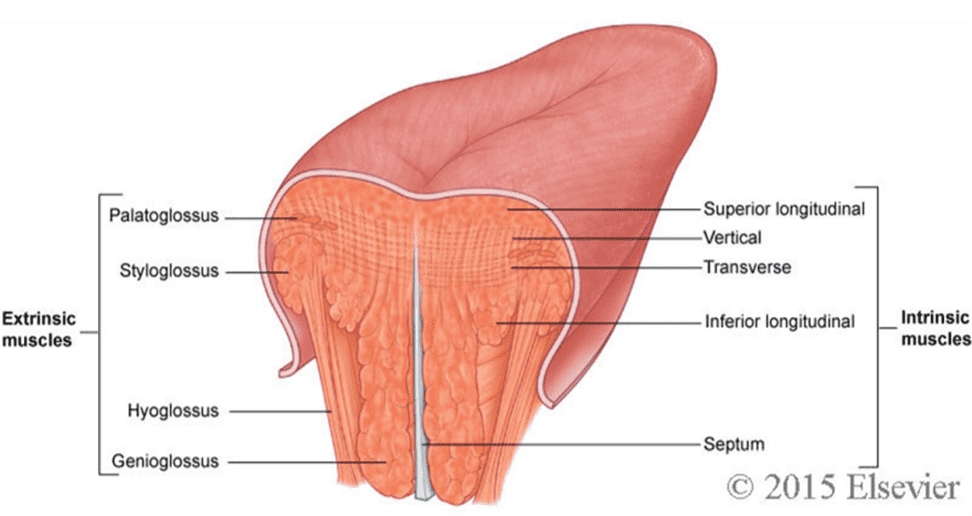 Palatoglossus
Styloglossus
Extrinsic
muscles
Hyoglossus
Genioglossus
Superior longitudinal
Vertical
Transverse
Inferior longitudinal
Intrinsic
muscles
Septum
© 2015 Elsevier